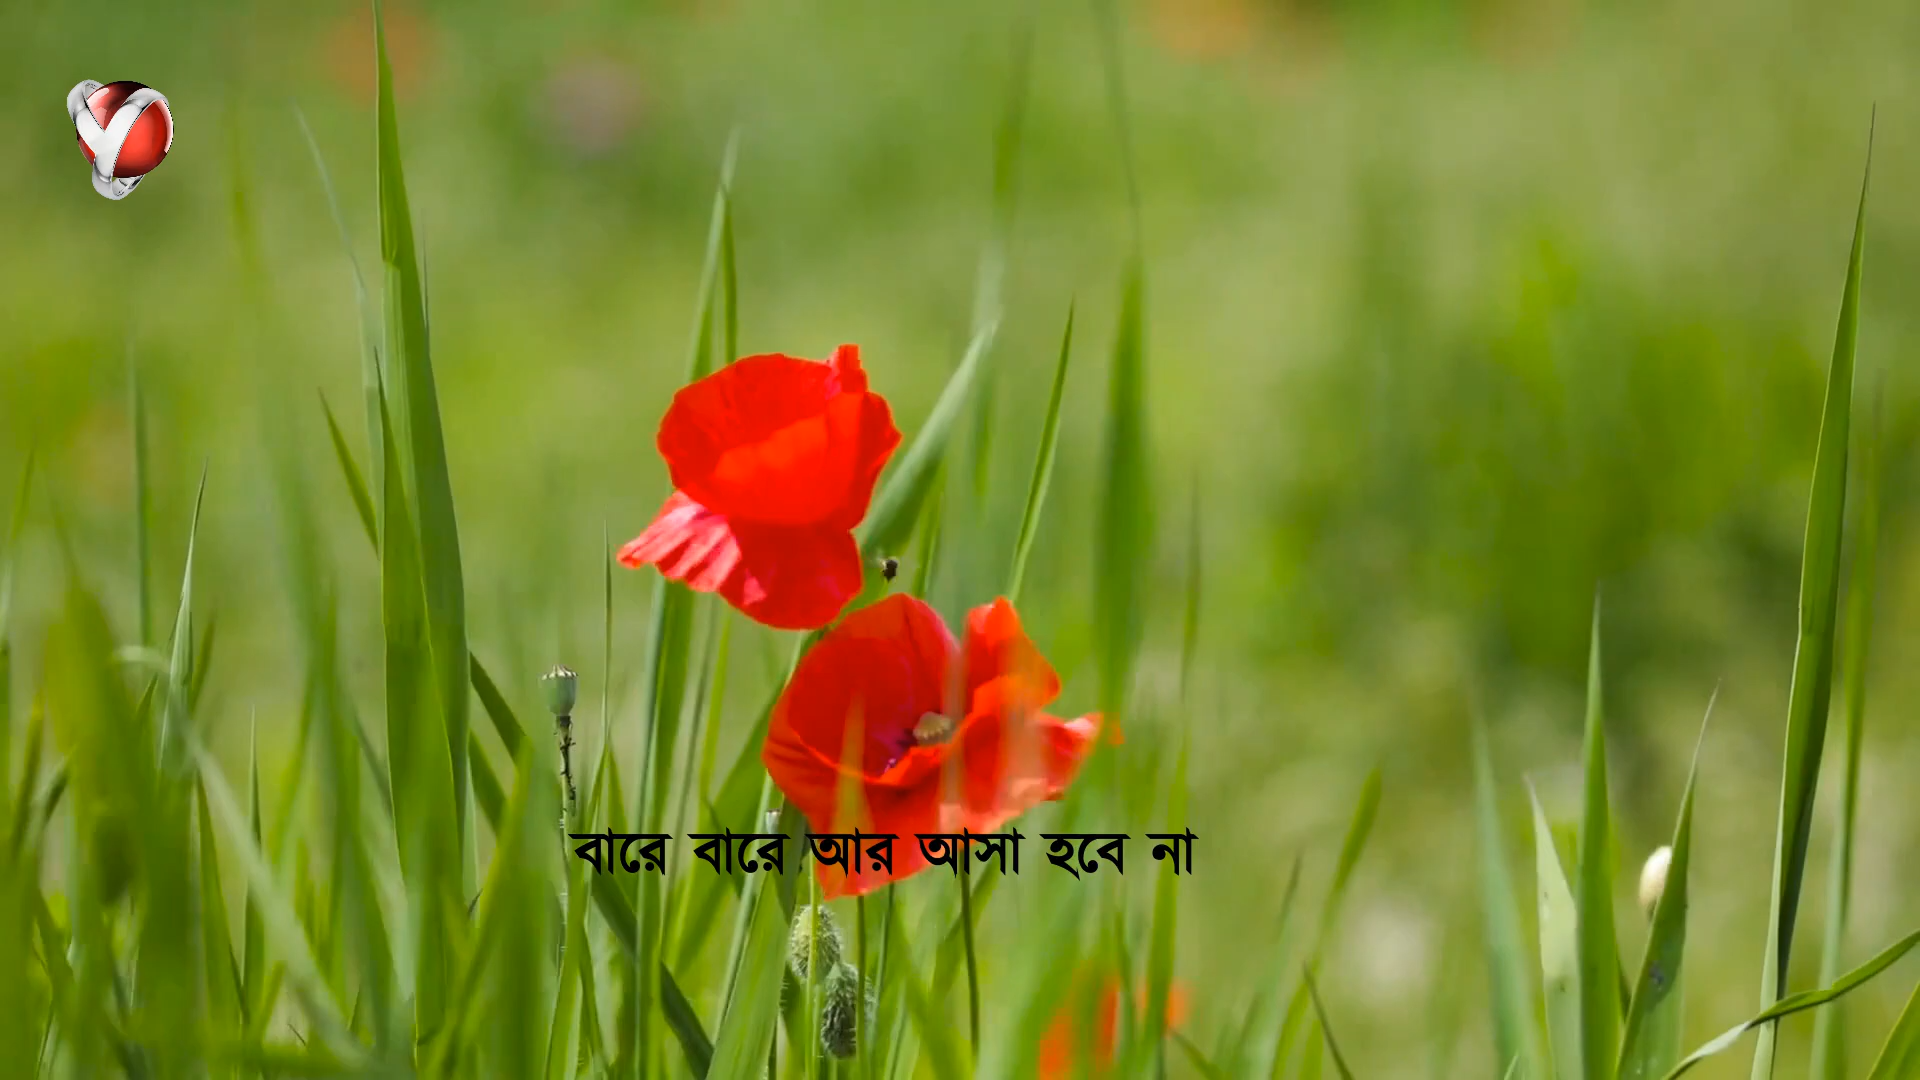 বারে বারে আর আসা হবে না